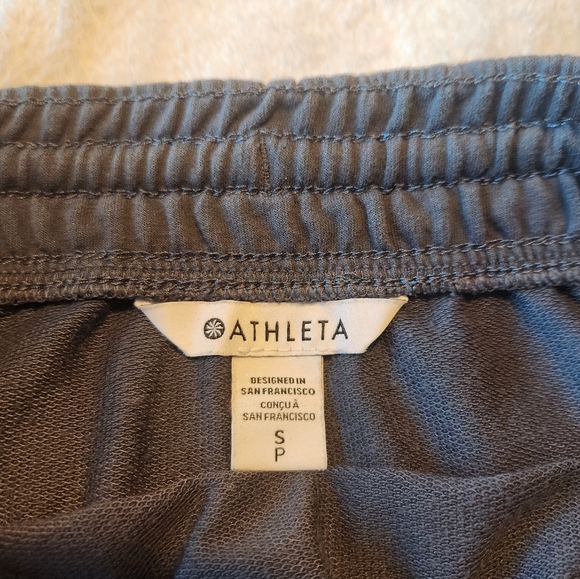 ATHLETA
DESIGNED IN
SAN FRANCISCO
CONÇU À
SAN FRANCISCO
S
P